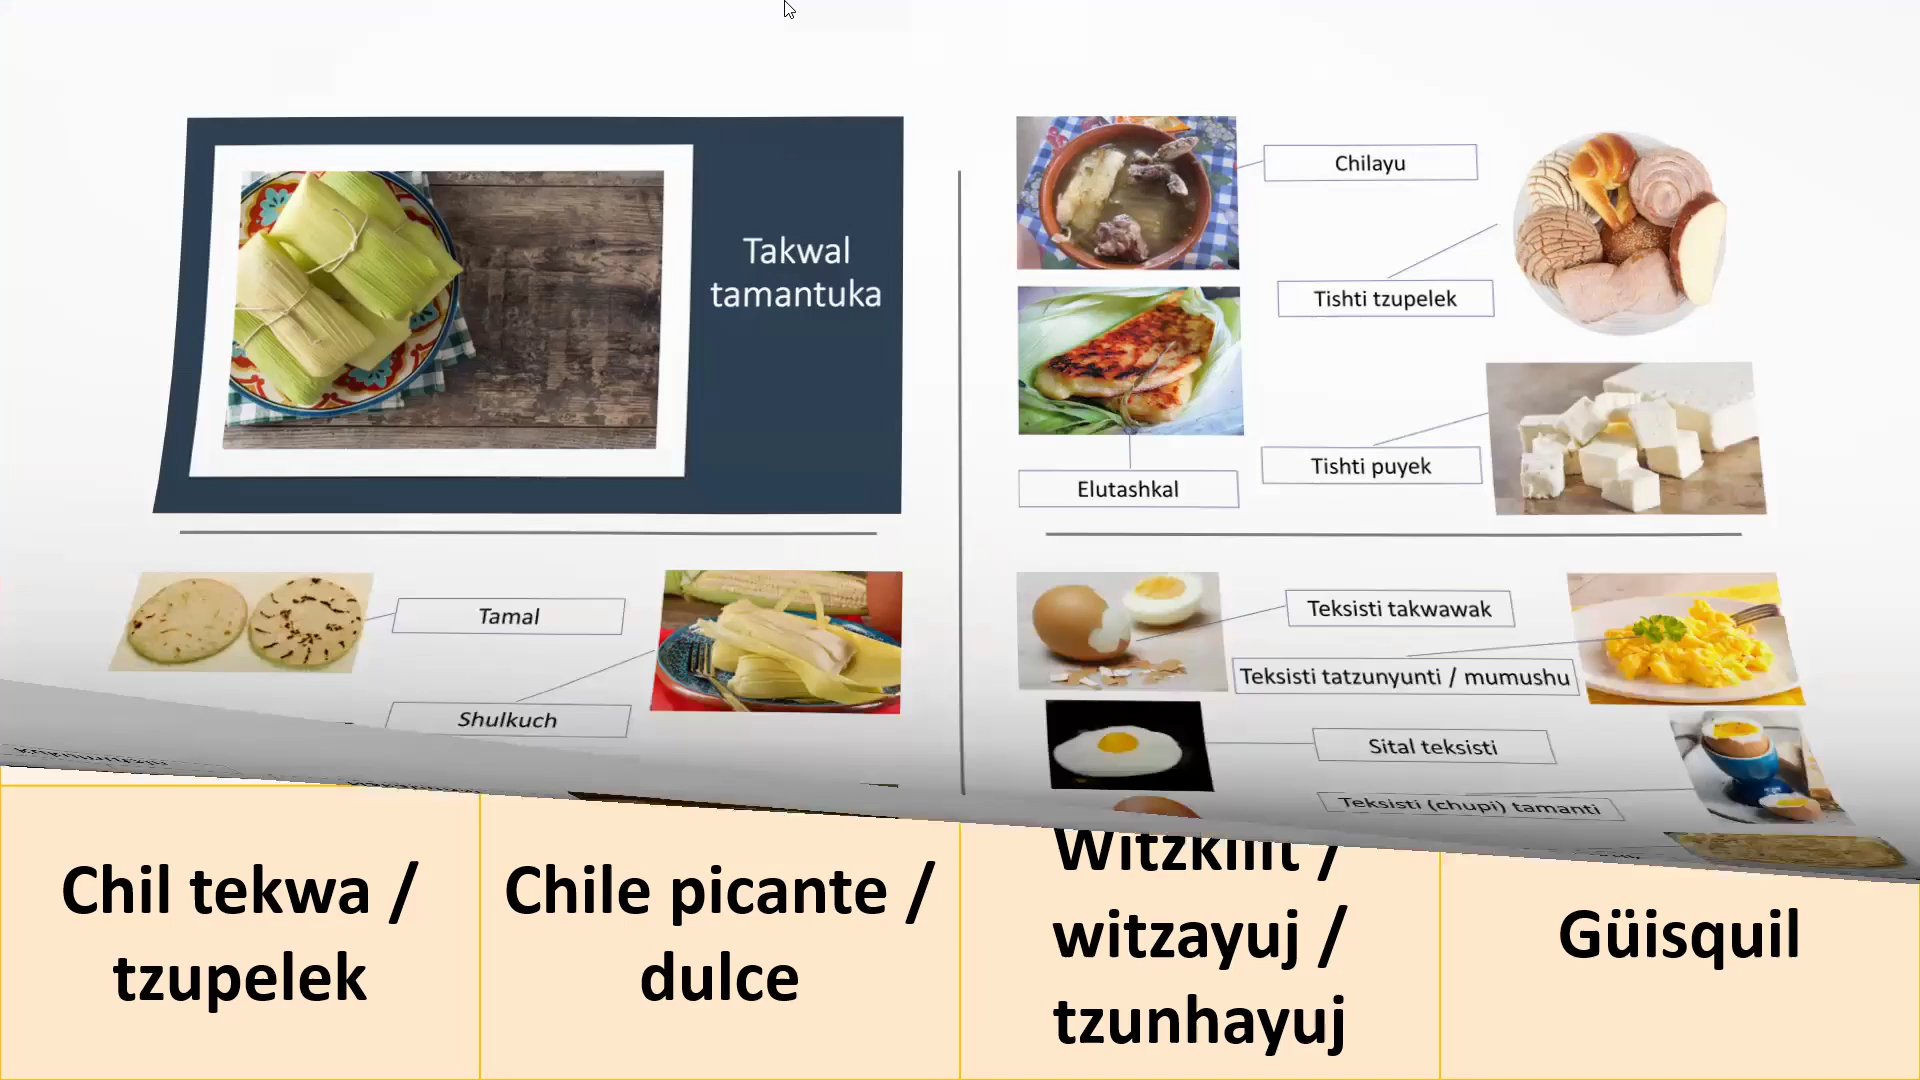 Takwal
tamantuka
Chilayu
Tishti tzupelek
Elutashkal
Tishti puyek
Tamal
Shulkuch
Teksisti takwawak
Teksisti tatzunyunti / mumushu
Sital teksisti
Teksisti (chupi) tamanti
Chil tekwa /
tzupelek
Chile picante /
dulce
Witzkilit /
witzayuj /
tzunhayuj
Güisquil